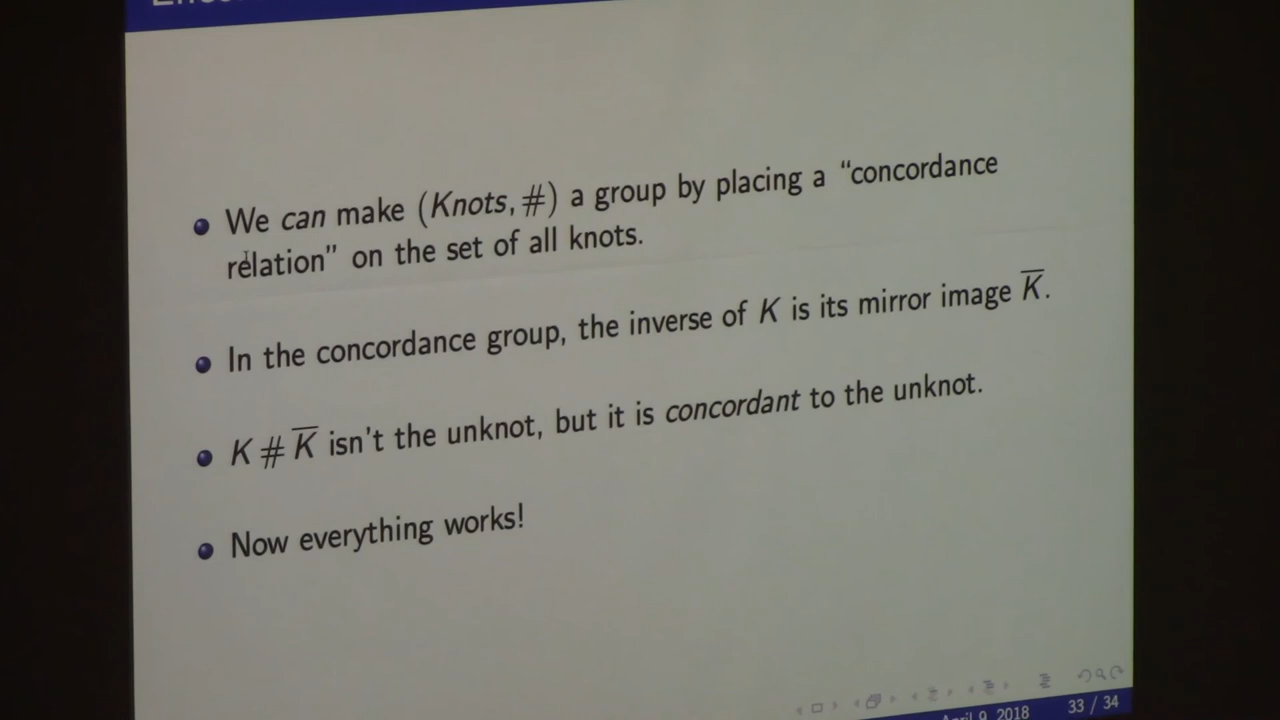 We can make (Knots, #) a group by placing a “concordance
relation” on the set of all knots.
In the concordance group, the inverse of K is its mirror image K̅.
K # K̅ isn't the unknot, but it is concordant to the unknot.
Now everything works!
9, 2018 33 / 34